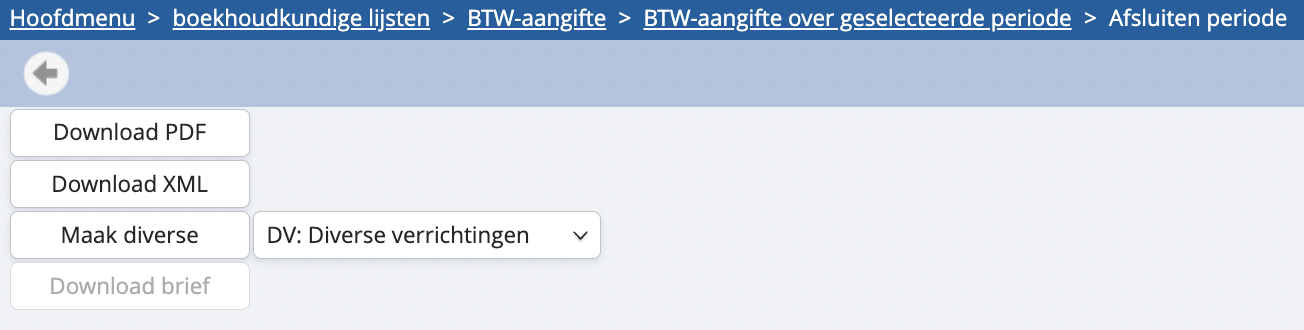 Hoofdmenu > boekhoudkundige lijsten > BTW-aangifte > BTW-aangifte over geselecteerde periode > Afsluiten periode
Download PDF
Download XML
Maak diverse DV: Diverse verrichtingen
Download brief